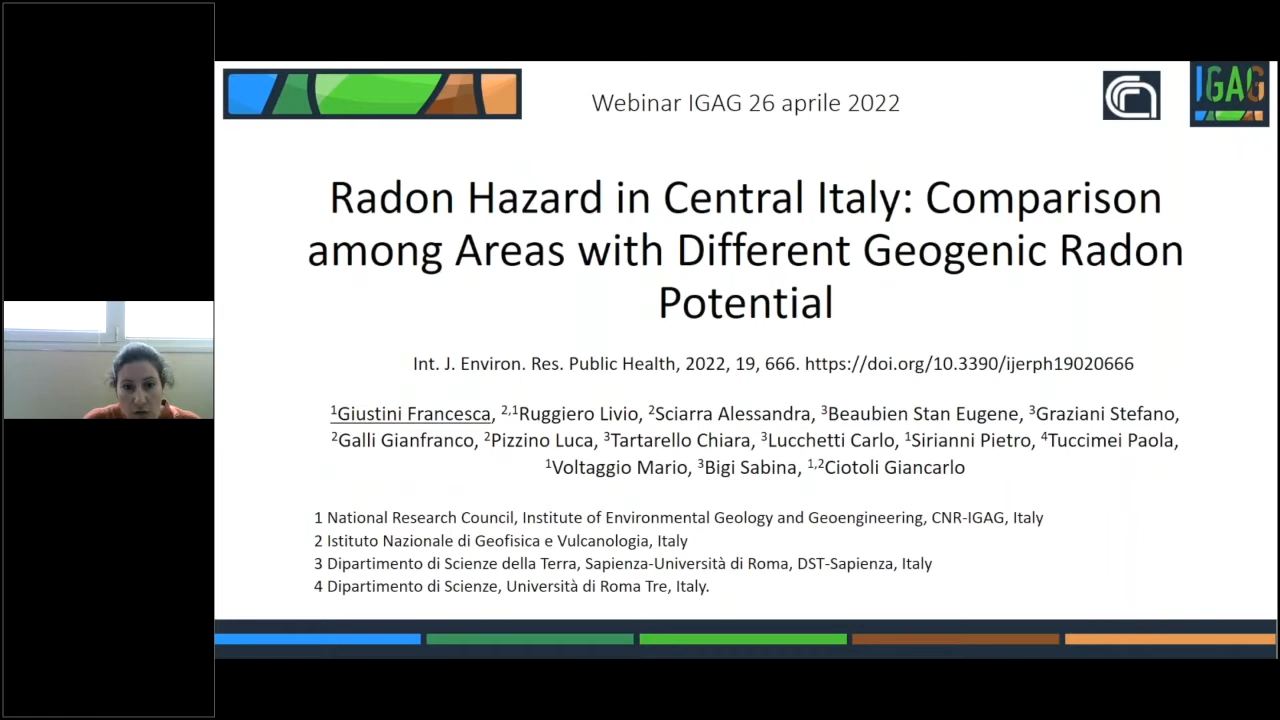 Webinar IGAG 26 aprile 2022
IGAG
Radon Hazard in Central Italy: Comparison
among Areas with Different Geogenic Radon
Potential
Int. J. Environ. Res. Public Health, 2022, 19, 666. https://doi.org/10.3390/ijerph19020666
¹Giustini Francesca, ²,¹Ruggiero Livio, ²Sciarra Alessandra, ³Beaubien Stan Eugene, ³Graziani Stefano,
²Galli Gianfranco, ²Pizzino Luca, ³Tartarello Chiara, ³Lucchetti Carlo, ¹Sirianni Pietro, ⁴Tuccimei Paola,
¹Voltaggio Mario, ³Bigi Sabina, ¹,²Ciotoli Giancarlo
1 National Research Council, Institute of Environmental Geology and Geoengineering, CNR-IGAG, Italy
2 Istituto Nazionale di Geofisica e Vulcanologia, Italy
3 Dipartimento di Scienze della Terra, Sapienza-Università di Roma, DST-Sapienza, Italy
4 Dipartimento di Scienze, Università di Roma Tre, Italy.